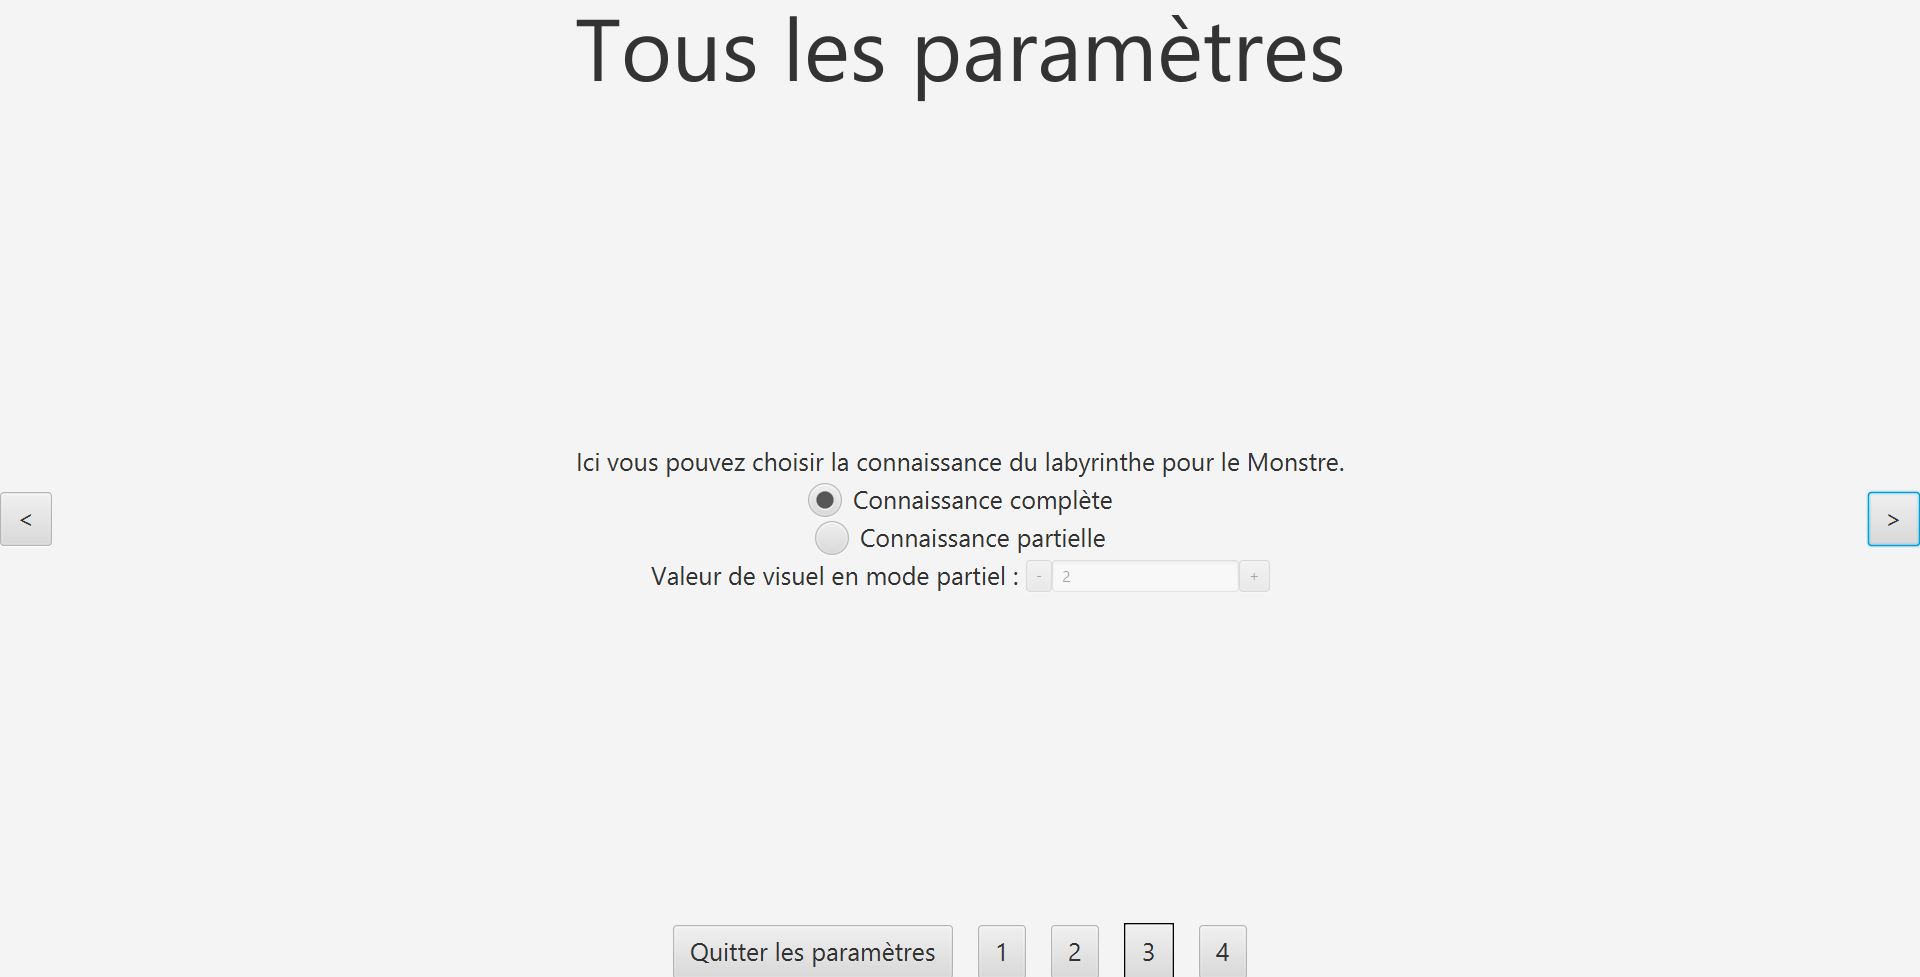 Tous les paramètres
Ici vous pouvez choisir la connaissance du labyrinthe pour le Monstre.
Connaissance complète
<
>
Connaissance partielle
Valeur de visuel en mode partiel : - 2 +
Quitter les paramètres 1 2 3 4